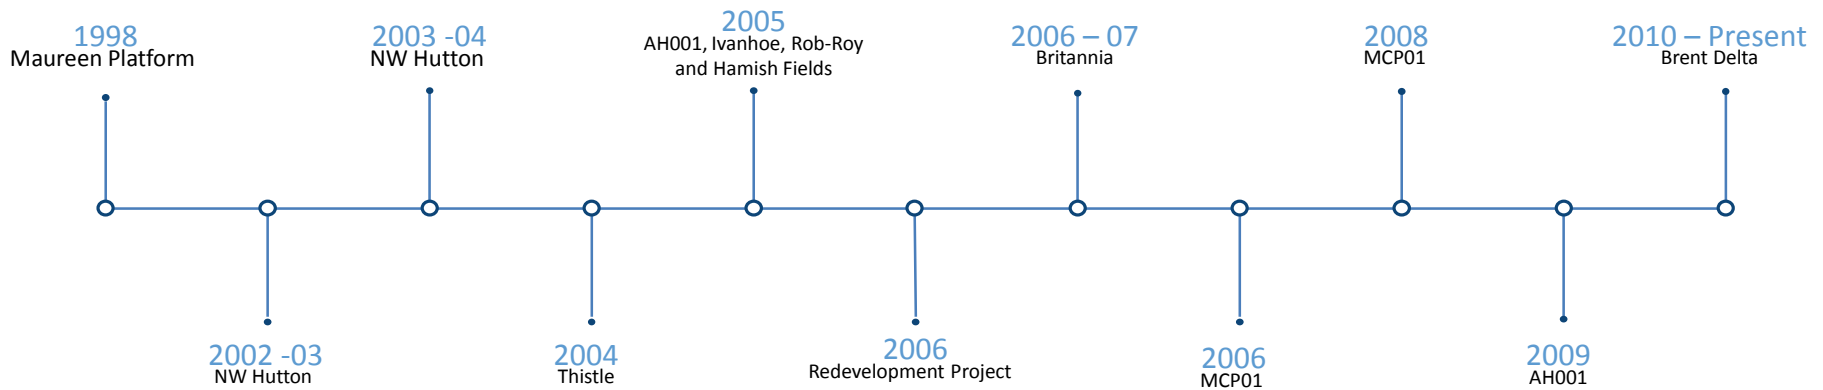 1998
Maureen Platform
2002 -03
NW Hutton
2003 -04
NW Hutton
2004
Thistle
2005
AH001, Ivanhoe, Rob-Roy
and Hamish Fields
2006
Redevelopment Project
2006 – 07
Britannia
2006
MCP01
2008
MCP01
2009
AH001
2010 – Present
Brent Delta